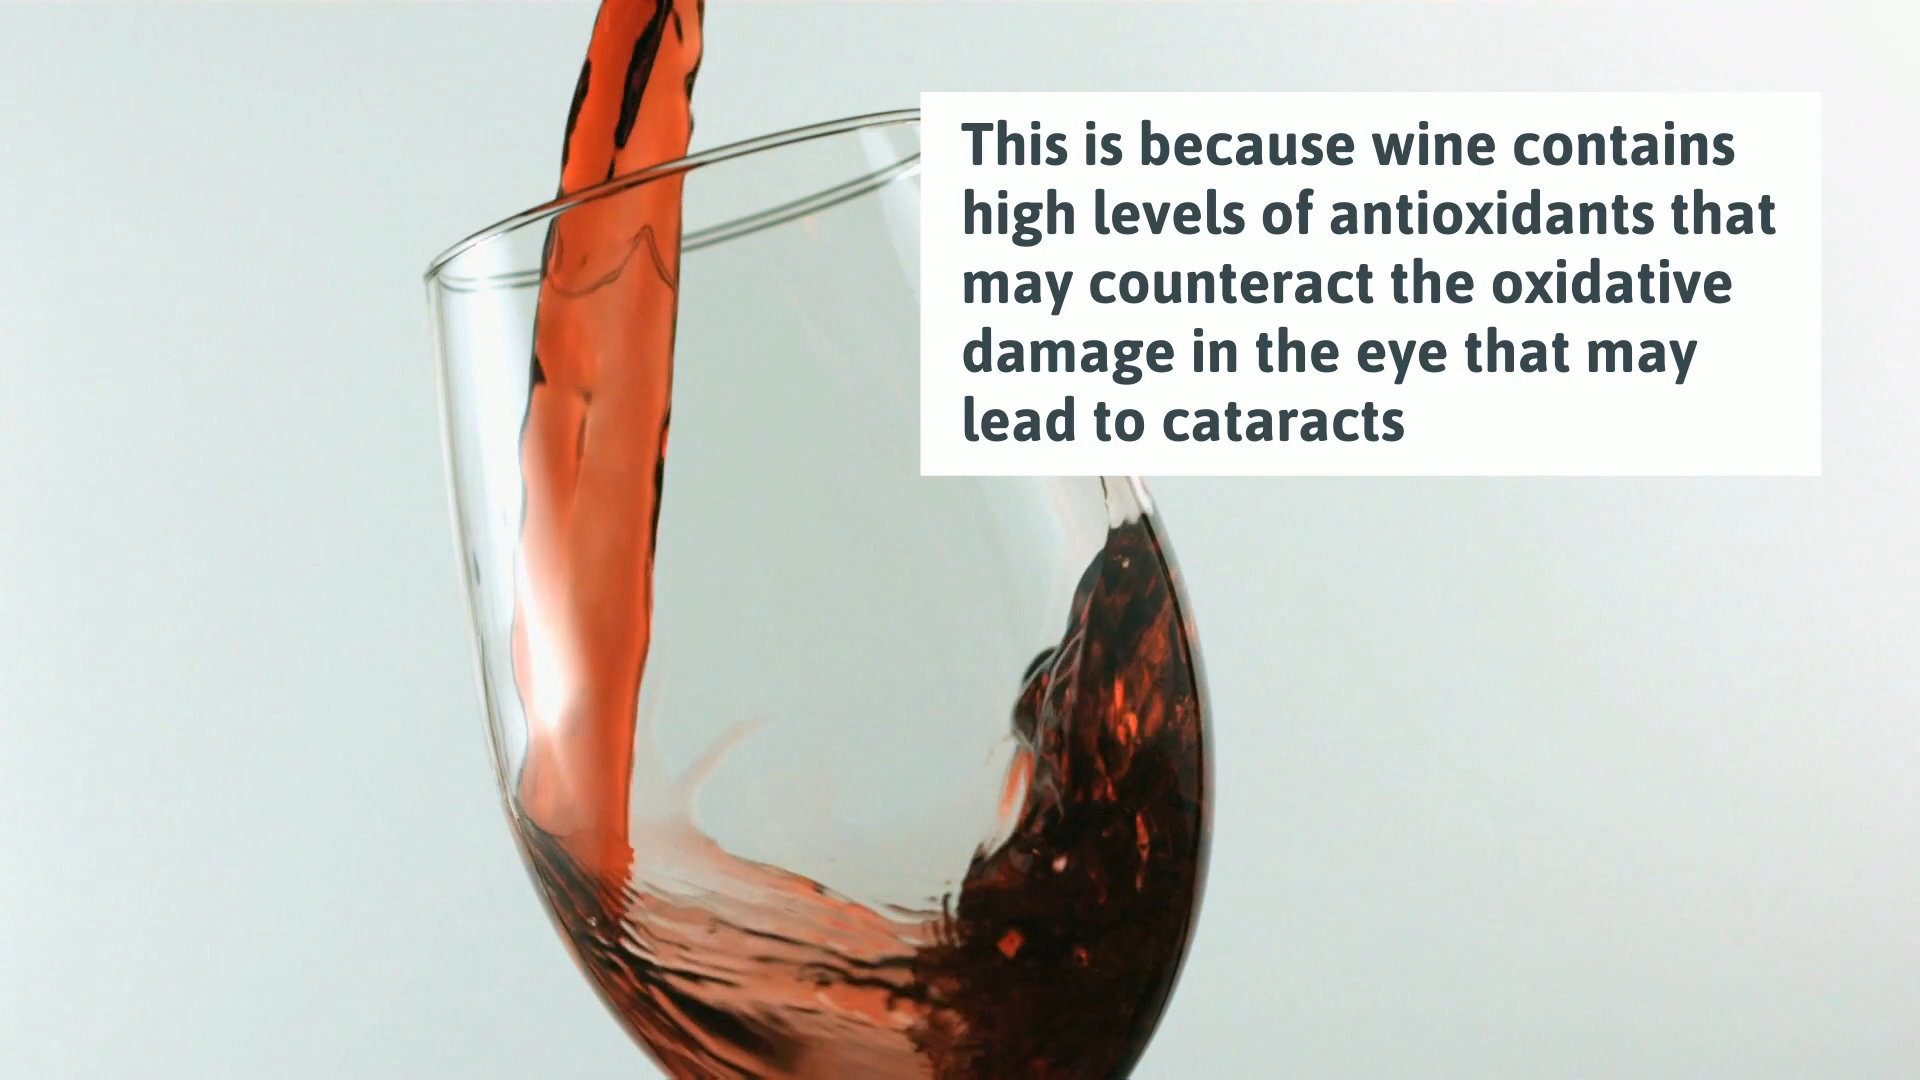 This is because wine contains
high levels of antioxidants that
may counteract the oxidative
damage in the eye that may
lead to cataracts